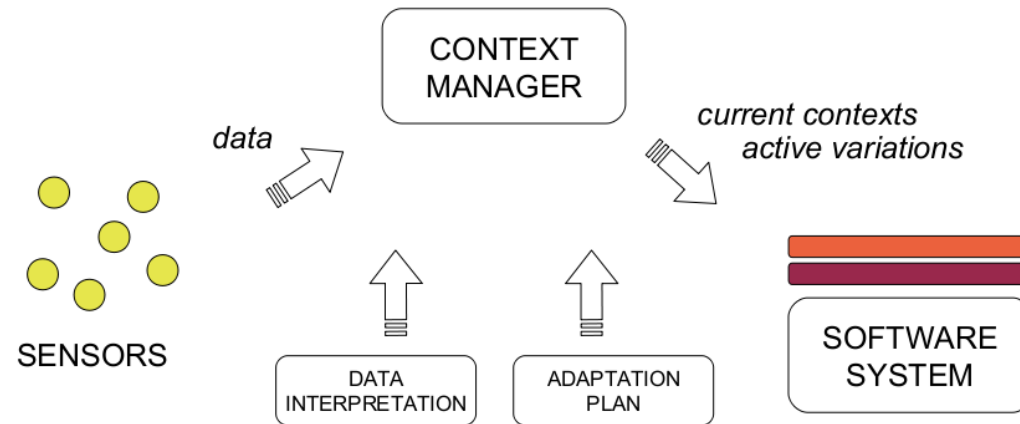 CONTEXT
MANAGER
data
current contexts
active variations
SENSORS
DATA
INTERPRETATION
ADAPTATION
PLAN
SOFTWARE
SYSTEM